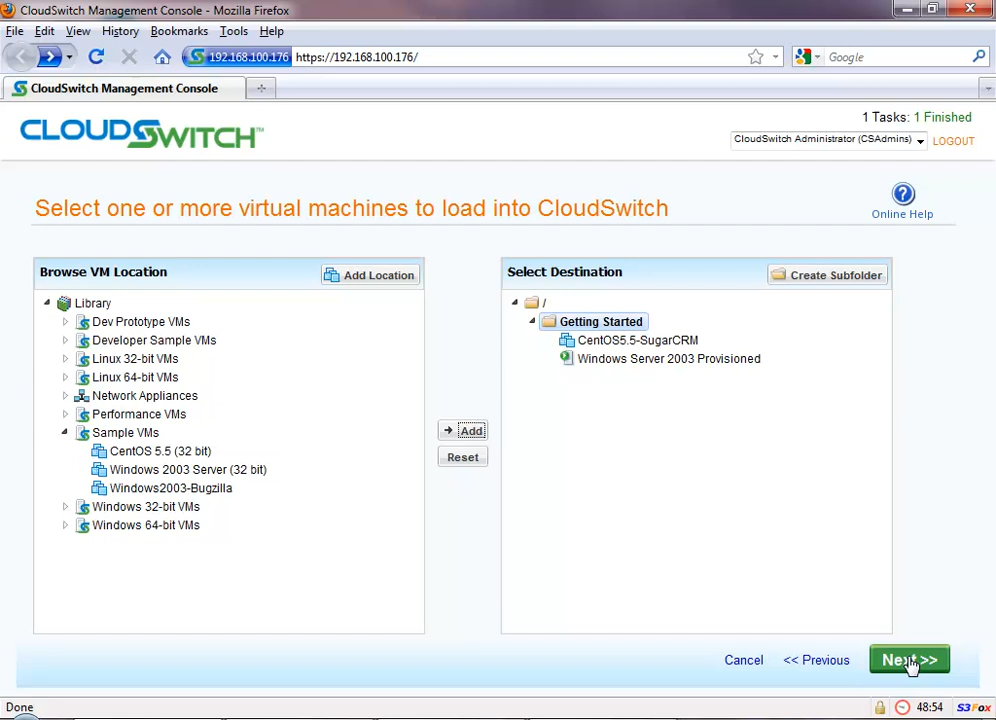 CloudSwitch Management Console - Mozilla Firefox
File Edit View History Bookmarks Tools Help
192.168.100.176 https://192.168.100.176/ Google
CloudSwitch Management Console
CLOUDSWITCH™
1 Tasks: 1 Finished
CloudSwitch Administrator (CSAdmins) LOGOUT
Select one or more virtual machines to load into CloudSwitch
Online Help
Browse VM Location
Add Location
Library
Dev Prototype VMs
Developer Sample VMs
Linux 32-bit VMs
Linux 64-bit VMs
Network Appliances
Performance VMs
Sample VMs
CentOS 5.5 (32 bit)
Windows 2003 Server (32 bit)
Windows2003-Bugzilla
Windows 32-bit VMs
Windows 64-bit VMs
Add
Reset
Select Destination
Create Subfolder
/
Getting Started
CentOS5.5-SugarCRM
Windows Server 2003 Provisioned
Cancel << Previous Next >>
Done 48:54 S3Fox